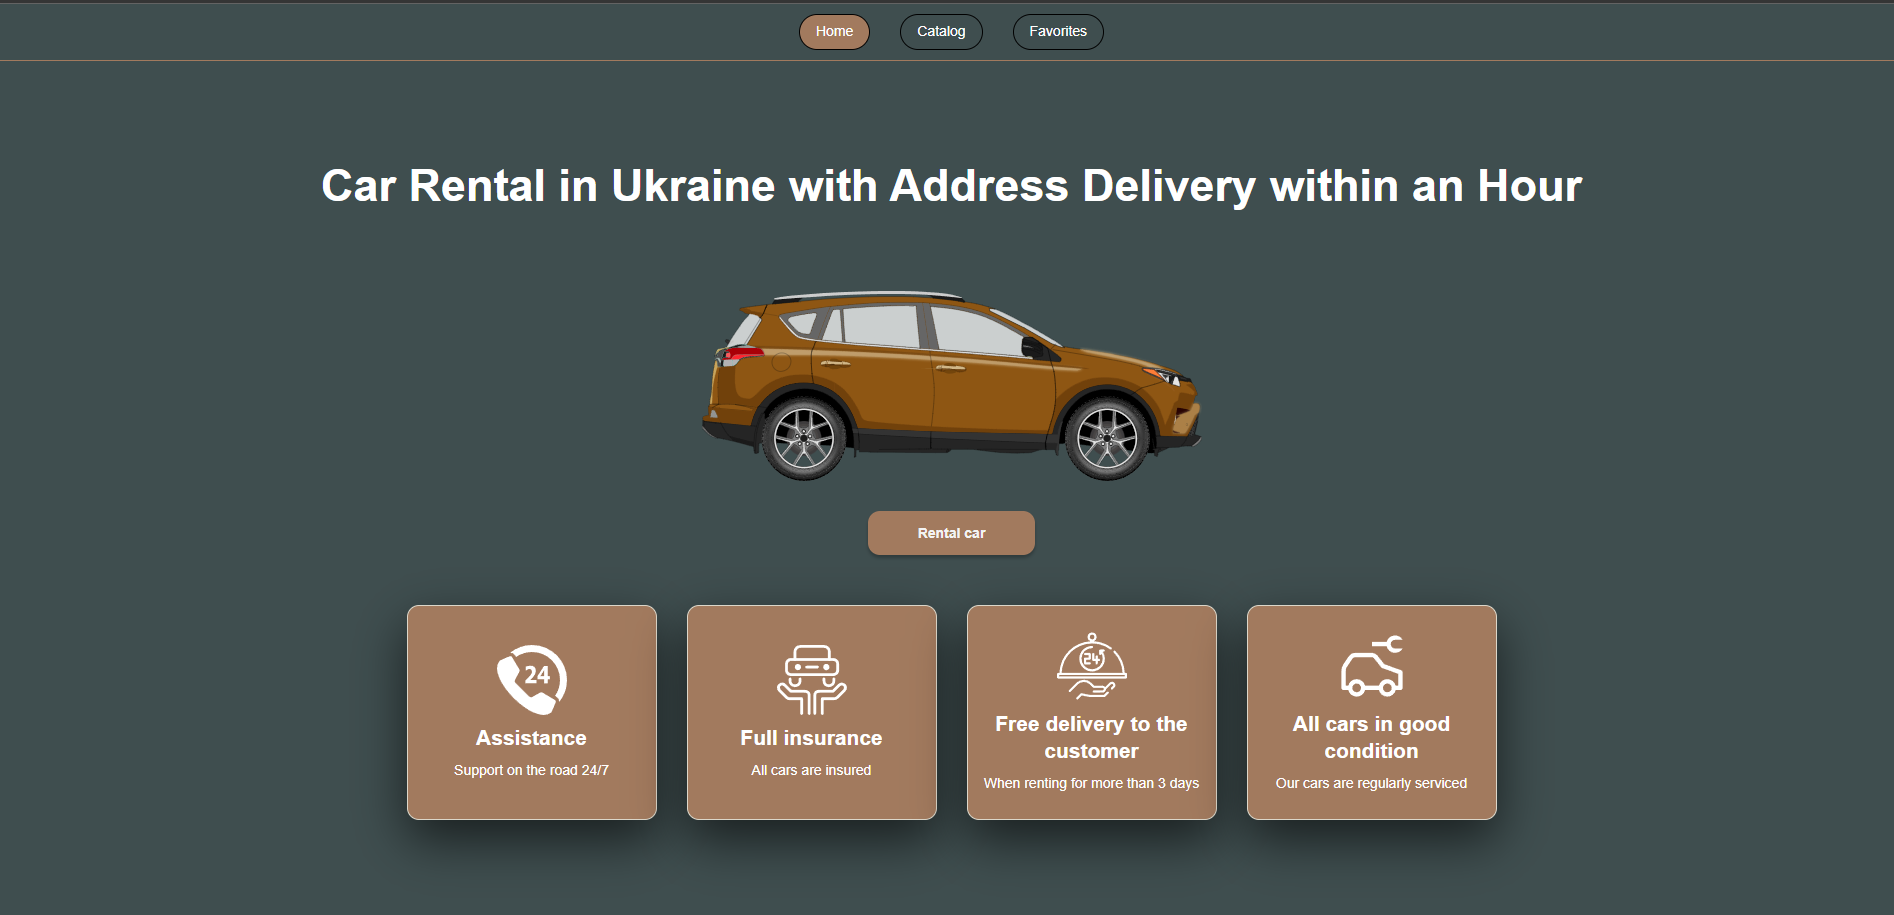 Home Catalog Favorites
Car Rental in Ukraine with Address Delivery within an Hour
Rental car
24
Assistance
Support on the road 24/7
Full insurance
All cars are insured
24
Free delivery to the
customer
When renting for more than 3 days
All cars in good
condition
Our cars are regularly serviced